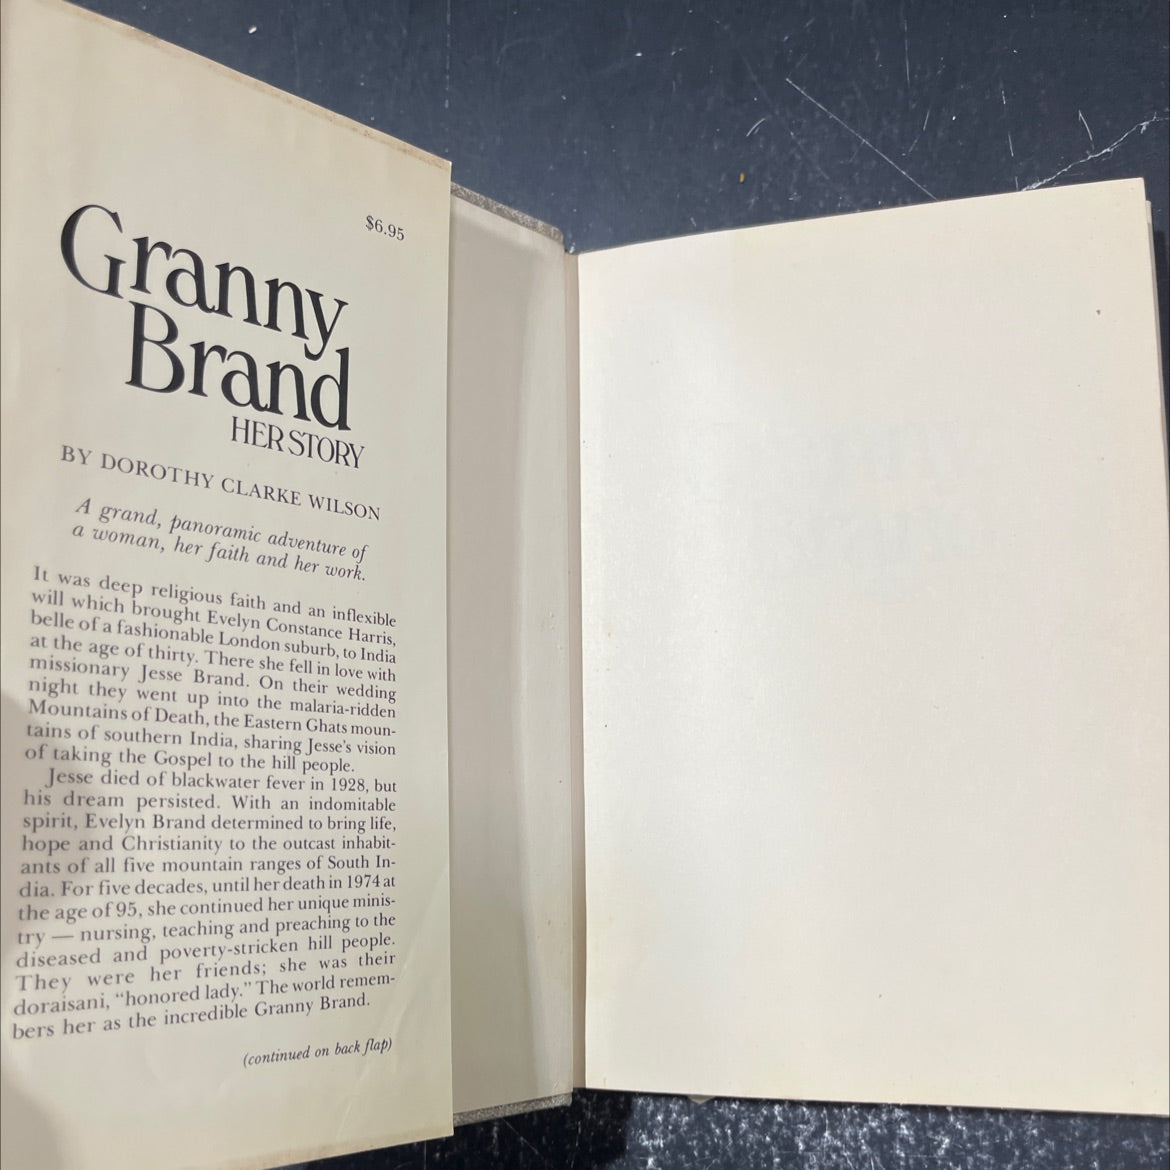 $6.95
Granny
Brand
HER STORY
BY DOROTHY CLARKE WILSON
A grand, panoramic adventure of
a woman, her faith and her work.
It was deep religious faith and an inflexible
will which brought Evelyn Constance Harris,
belle of a fashionable London suburb, to India
at the age of thirty. There she fell in love with
missionary Jesse Brand. On their wedding
night they went up into the malaria-ridden
Mountains of Death, the Eastern Ghats moun-
tains of southern India, sharing Jesse's vision
of taking the Gospel to the hill people.
Jesse died of blackwater fever in 1928, but
his dream persisted. With an indomitable
spirit, Evelyn Brand determined to bring life,
hope and Christianity to the outcast inhabit-
ants of all five mountain ranges of South In-
dia. For five decades, until her death in 1974 at
the age of 95, she continued her unique minis-
try — nursing, teaching and preaching to the
diseased and poverty-stricken hill people.
They were her friends; she was their
doraisani, "honored lady." The world remem-
bers her as the incredible Granny Brand.
(continued on back flap)